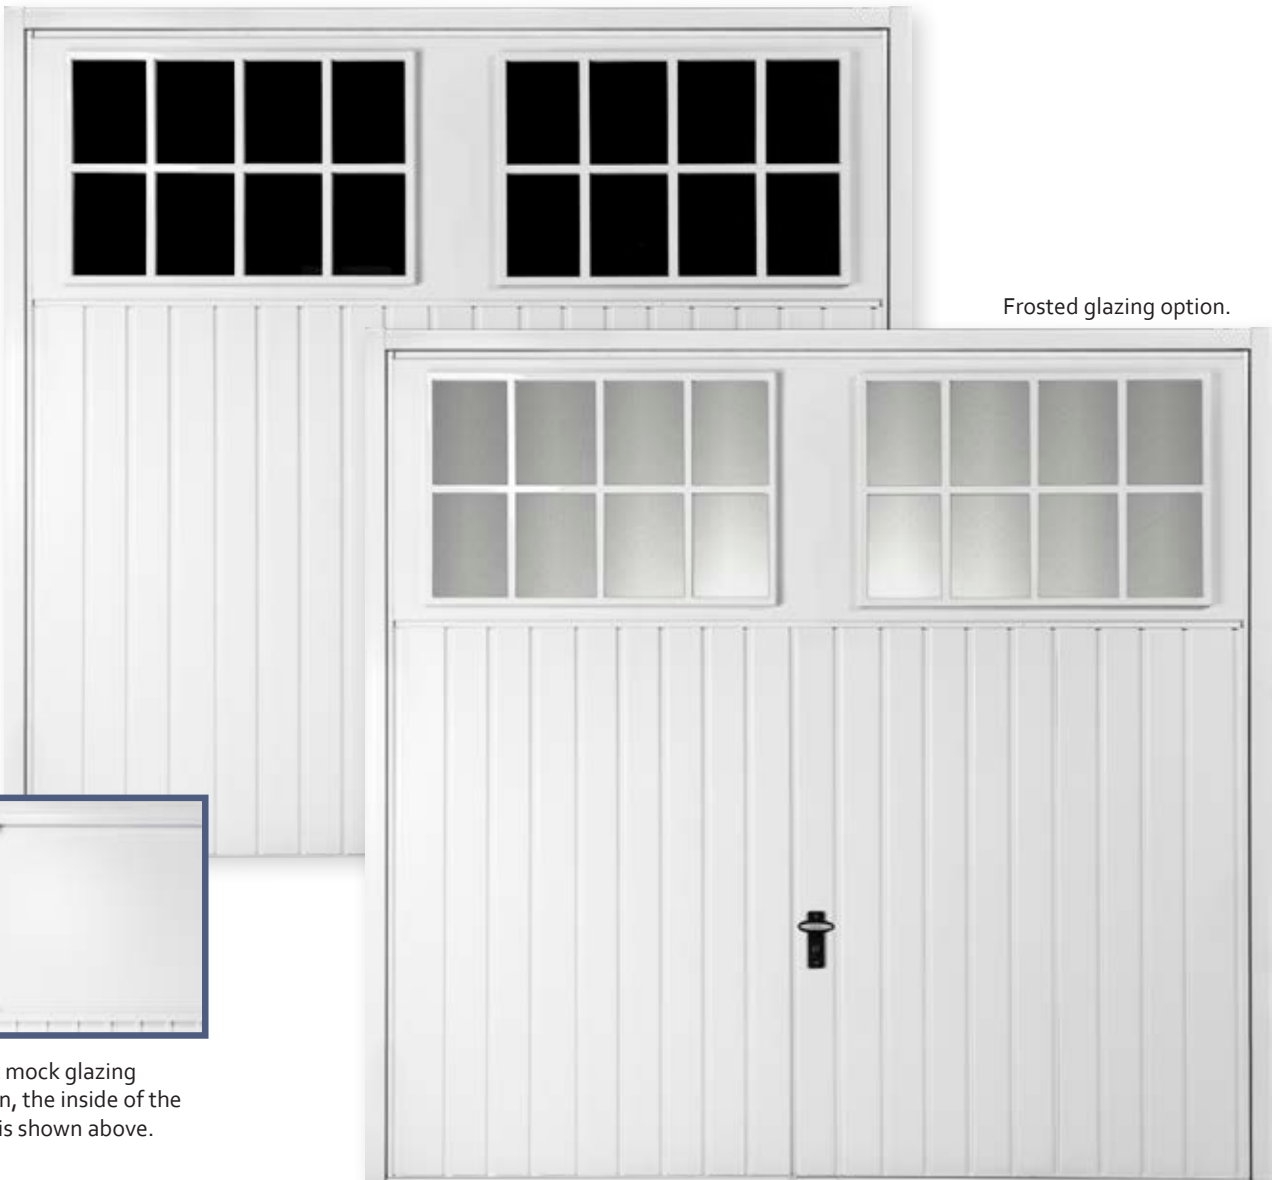 Frosted glazing option.
mock glazing
n, the inside of the
is shown above.